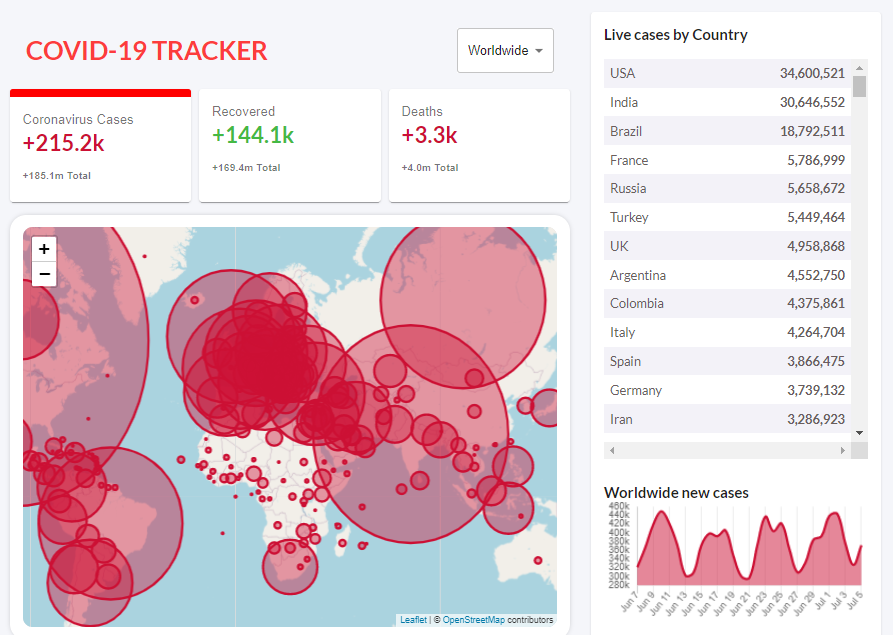 COVID-19 TRACKER
Worldwide
Coronavirus Cases
+215.2k
+185.1m Total
Recovered
+144.1k
+169.4m Total
Deaths
+3.3k
+4.0m Total
+
−
Leaflet | © OpenStreetMap contributors
Live cases by Country
USA 34,600,521
India 30,646,552
Brazil 18,792,511
France 5,786,999
Russia 5,658,672
Turkey 5,449,464
UK 4,958,868
Argentina 4,552,750
Colombia 4,375,861
Italy 4,264,704
Spain 3,866,475
Germany 3,739,132
Iran 3,286,923
Worldwide new cases
460k
440k
420k
400k
380k
360k
340k
320k
300k
280k
Jun 7 Jun 9 Jun 11 Jun 13 Jun 15 Jun 17 Jun 19 Jun 21 Jun 23 Jun 25 Jun 27 Jun 29 Jul 1 Jul 3 Jul 5